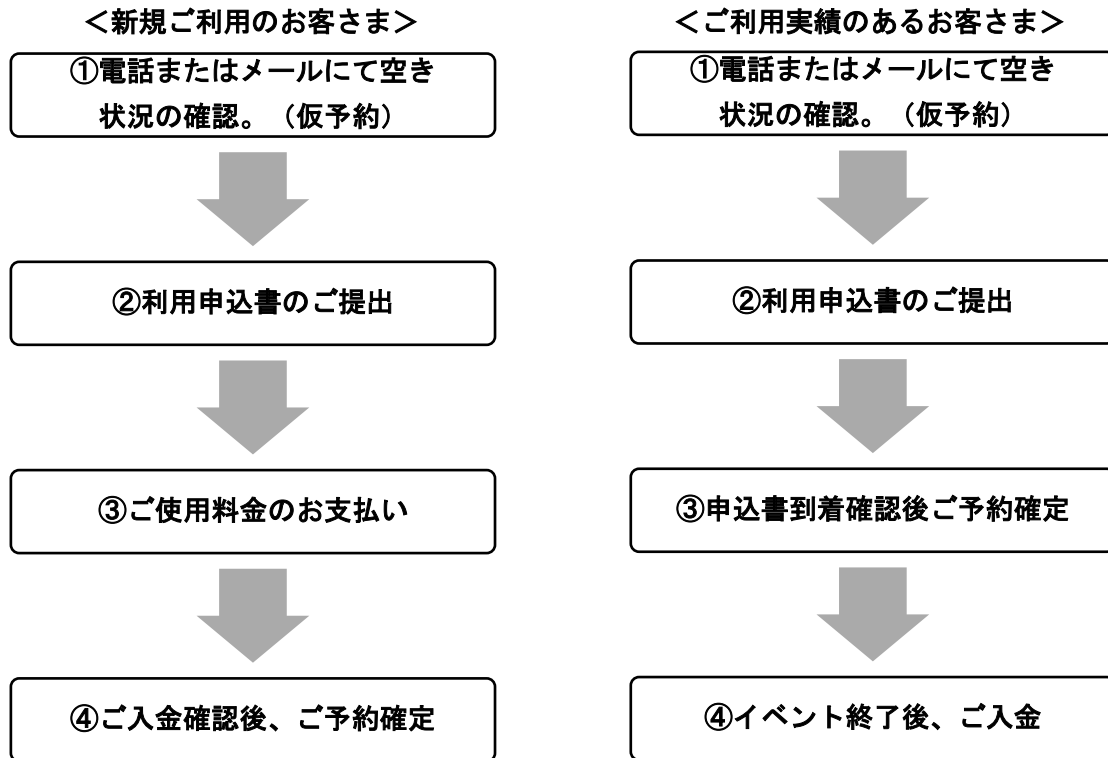 ＜新規ご利用のお客さま＞
①電話またはメールにて空き
状況の確認。（仮予約）
②利用申込書のご提出
③ご使用料金のお支払い
④ご入金確認後、ご予約確定
＜ご利用実績のあるお客さま＞
①電話またはメールにて空き
状況の確認。（仮予約）
②利用申込書のご提出
③申込書到着確認後ご予約確定
④イベント終了後、ご入金